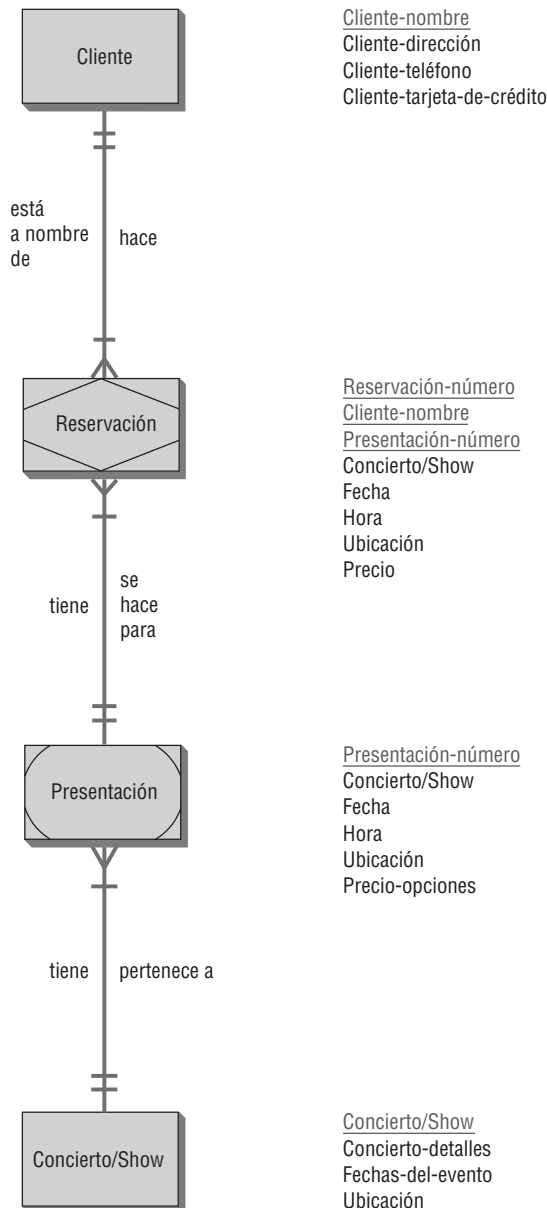 Cliente
Cliente-nombre
Cliente-dirección
Cliente-teléfono
Cliente-tarjeta-de-crédito
está
a nombre
de
hace
Reservación
Reservación-número
Cliente-nombre
Presentación-número
Concierto/Show
Fecha
Hora
Ubicación
Precio
tiene
se
hace
para
Presentación
Presentación-número
Concierto/Show
Fecha
Hora
Ubicación
Precio-opciones
tiene
pertenece a
Concierto/Show
Concierto/Show
Concierto-detalles
Fechas-del-evento
Ubicación